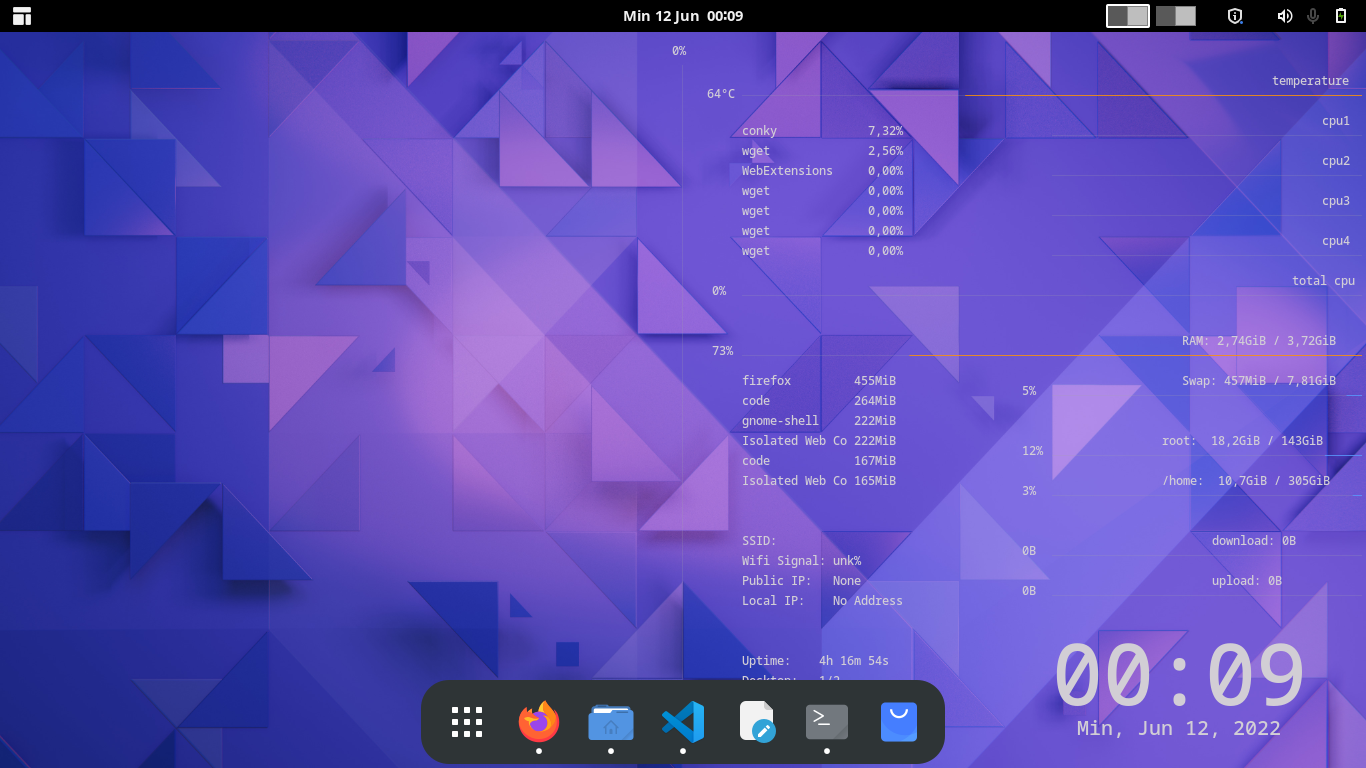 Min 12 Jun 00:09
0%
64°C
temperature
conky 7,32%
wget 2,56%
WebExtensions 0,00%
wget 0,00%
wget 0,00%
wget 0,00%
wget 0,00%
cpu1
cpu2
cpu3
cpu4
total cpu
0%
73%
RAM: 2,74GiB / 3,72GiB
Swap: 457MiB / 7,81GiB
firefox 455MiB
code 264MiB
gnome-shell 222MiB
Isolated Web Co 222MiB
code 167MiB
Isolated Web Co 165MiB
5%
12%
3%
root: 18,2GiB / 143GiB
/home: 10,7GiB / 305GiB
SSID:
Wifi Signal: unk%
Public IP: None
Local IP: No Address
0B
0B
download: 0B
upload: 0B
Uptime: 4h 16m 54s
Desktop: 1/2
00:09
Min, Jun 12, 2022